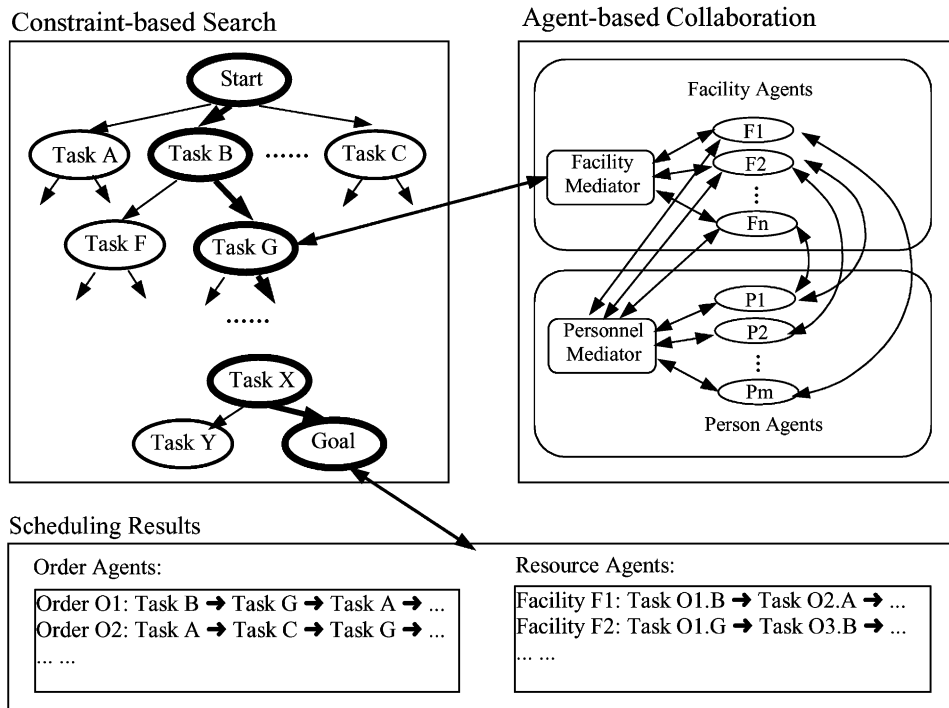 Constraint-based Search
Start
Task A
Task B
......
Task C
Task F
Task G
......
Task X
Task Y
Goal
Agent-based Collaboration
Facility Agents
Facility
Mediator
F1
F2
Fn
Personnel
Mediator
P1
P2
Pm
Person Agents
Scheduling Results
Order Agents:
Order O1: Task B ➔ Task G ➔ Task A ➔ ...
Order O2: Task A ➔ Task C ➔ Task G ➔ ...
... ...
Resource Agents:
Facility F1: Task O1.B ➔ Task O2.A ➔ ...
Facility F2: Task O1.G ➔ Task O3.B ➔ ...
... ...